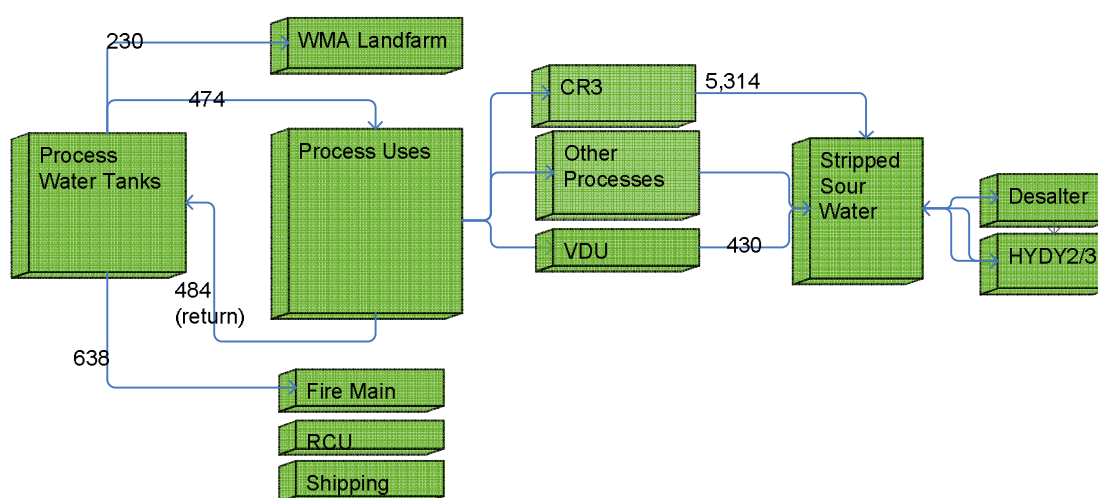 230
WMA Landfarm
474
CR3
5,314
Process
Water Tanks
Process Uses
Other
Processes
Stripped
Sour
Water
Desalter
VDU
430
HYDY2/3
484
(return)
638
Fire Main
RCU
Shipping